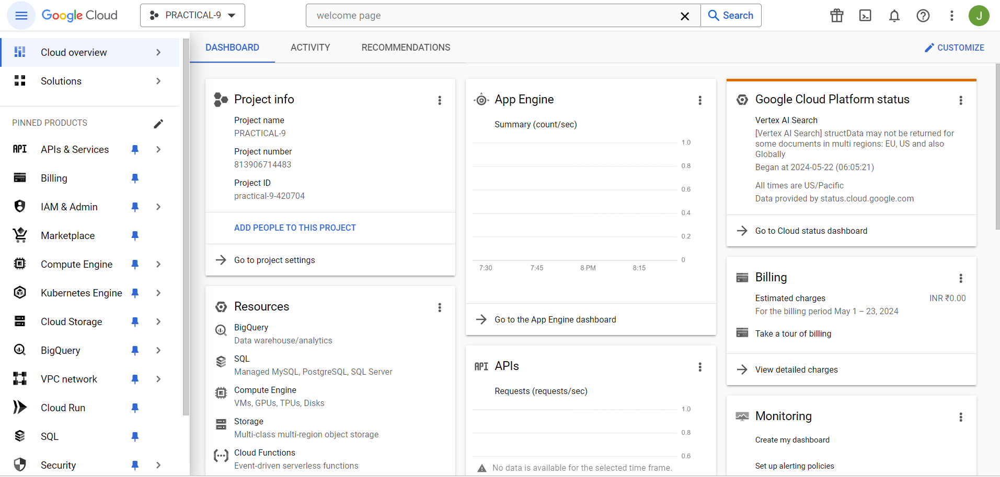 Google Cloud
PRACTICAL-9
welcome page
Search
J
Cloud overview
Solutions
PINNED PRODUCTS
API APIs & Services
Billing
IAM & Admin
Marketplace
Compute Engine
Kubernetes Engine
Cloud Storage
BigQuery
VPC network
Cloud Run
SQL
Security
DASHBOARD
ACTIVITY
RECOMMENDATIONS
CUSTOMIZE
Project info
Project name
PRACTICAL-9
Project number
813906714483
Project ID
practical-9-420704
ADD PEOPLE TO THIS PROJECT
Go to project settings
Resources
BigQuery
Data warehouse/analytics
SQL
Managed MySQL, PostgreSQL, SQL Server
Compute Engine
VMs, GPUs, TPUs, Disks
Storage
Multi-class multi-region object storage
Cloud Functions
Event-driven serverless functions
App Engine
Summary (count/sec)
1.0
0.8
0.6
0.4
0.2
0
7:30 7:45 8 PM 8:15
Go to the App Engine dashboard
API APIs
Requests (requests/sec)
1.0
0.8
0.6
No data is available for the selected time frame.
Google Cloud Platform status
Vertex AI Search
[Vertex AI Search] structData may not be returned for
some documents in multi regions: EU, US and also
Globally
Began at 2024-05-22 (06:05:21)
All times are US/Pacific
Data provided by status.cloud.google.com
Go to Cloud status dashboard
Billing
Estimated charges INR ₹0.00
For the billing period May 1 – 23, 2024
Take a tour of billing
View detailed charges
Monitoring
Create my dashboard
Set up alerting policies